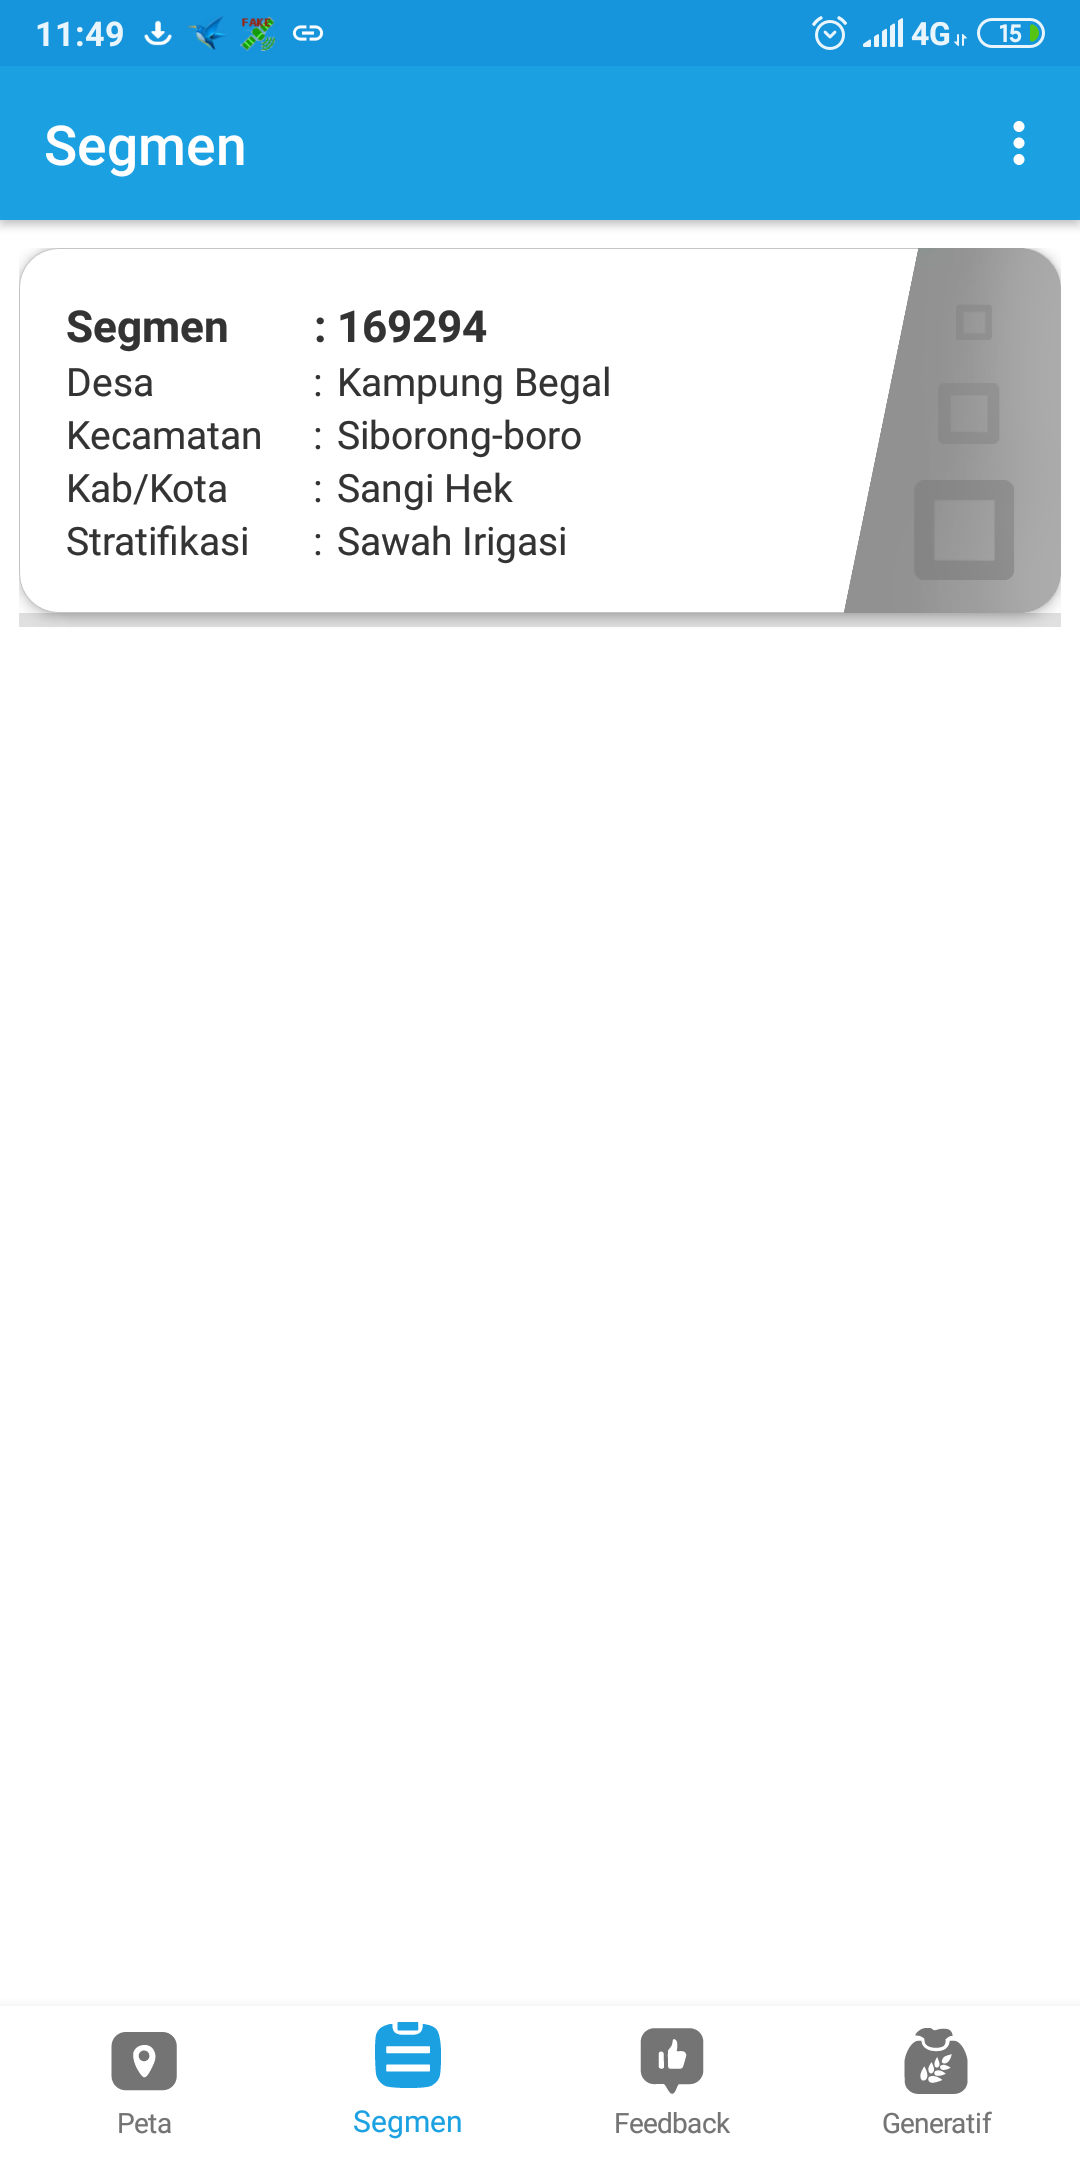 11:49 FAKE 4G 15
Segmen
Segmen : 169294
Desa : Kampung Begal
Kecamatan : Siborong-boro
Kab/Kota : Sangi Hek
Stratifikasi : Sawah Irigasi
Peta Segmen Feedback Generatif